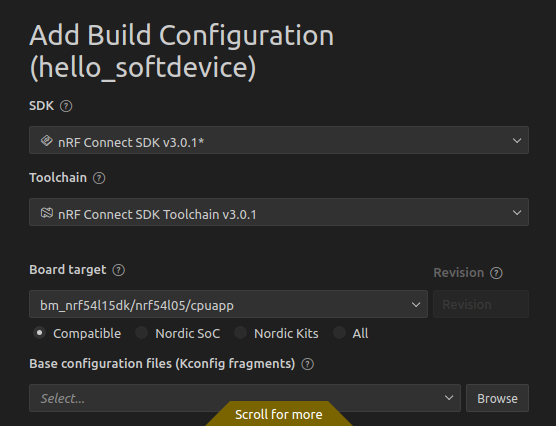 Add Build Configuration
(hello_softdevice)
SDK ?
nRF Connect SDK v3.0.1*
Toolchain ?
nRF Connect SDK Toolchain v3.0.1
Board target ? Revision ?
bm_nrf54l15dk/nrf54l05/cpuapp Revision
Compatible Nordic SoC Nordic Kits All
Base configuration files (Kconfig fragments) ?
Select... Browse
Scroll for more